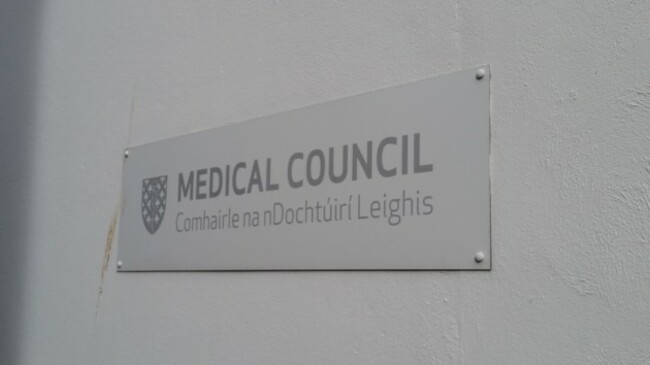 MEDICAL COUNCIL
Comhairle na nDochtúirí Leighis